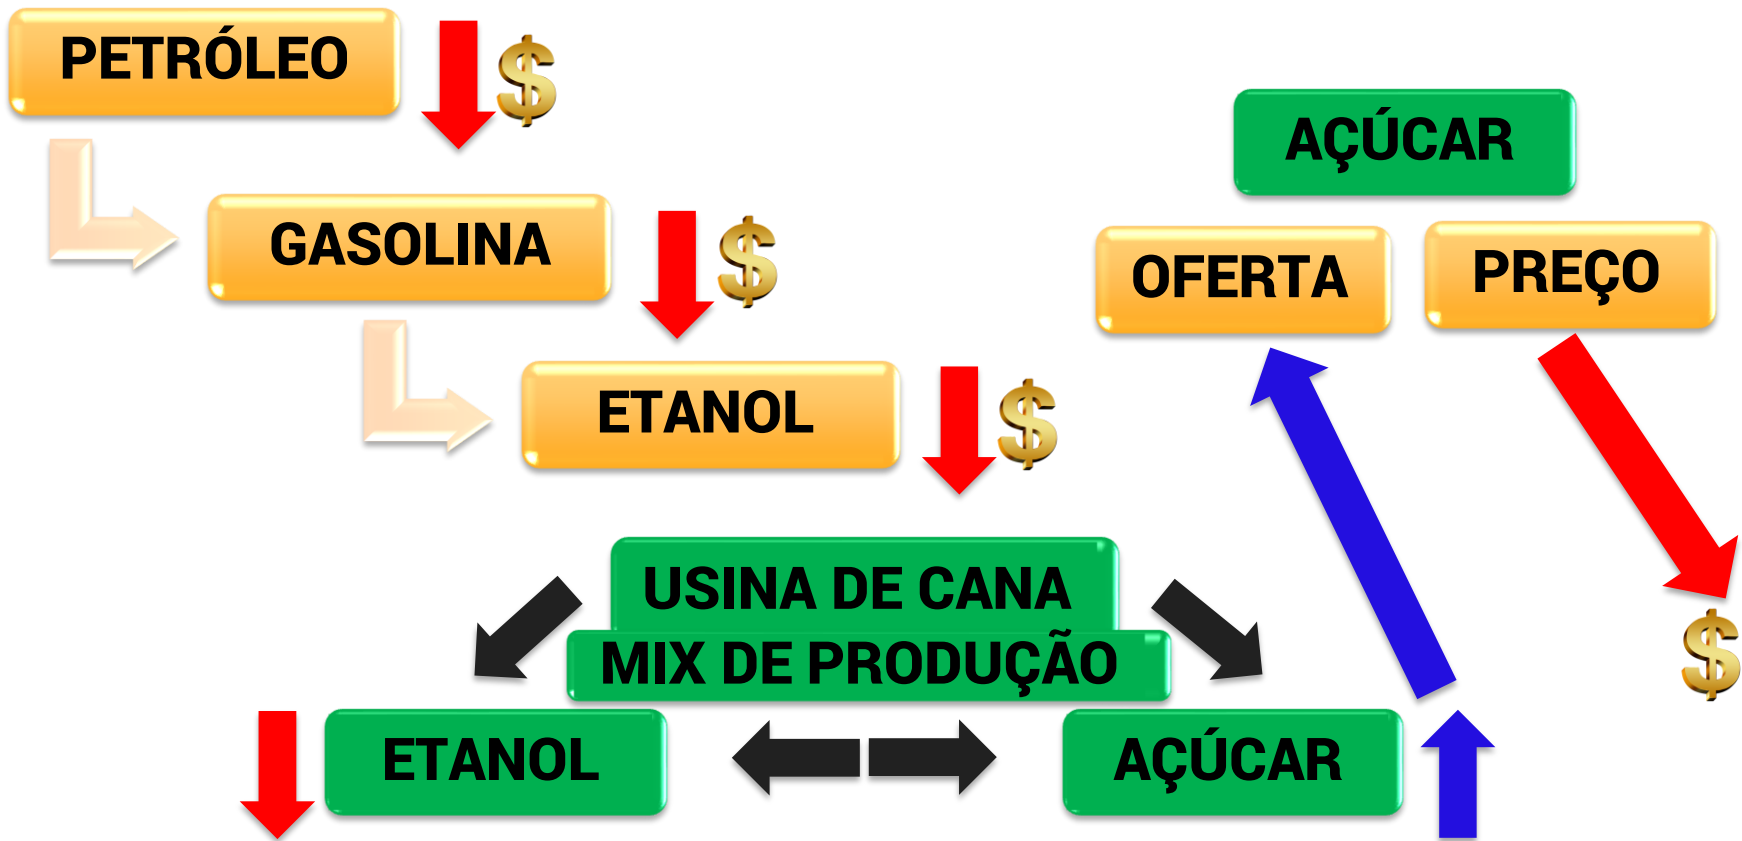 PETRÓLEO
$
GASOLINA
$
ETANOL
$
AÇÚCAR
OFERTA
PREÇO
$
USINA DE CANA
MIX DE PRODUÇÃO
ETANOL
AÇÚCAR